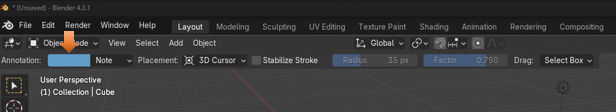 * (Unsaved) - Blender 4.3.1
File Edit Render Window Help Layout Modeling Sculpting UV Editing Texture Paint Shading Animation Rendering Compositing
View Select Add Object Global
Annotation: Note Placement: 3D Cursor Stabilize Stroke Radius 35 px Factor 0.750 Drag: Select Box
User Perspective
(1) Collection | Cube